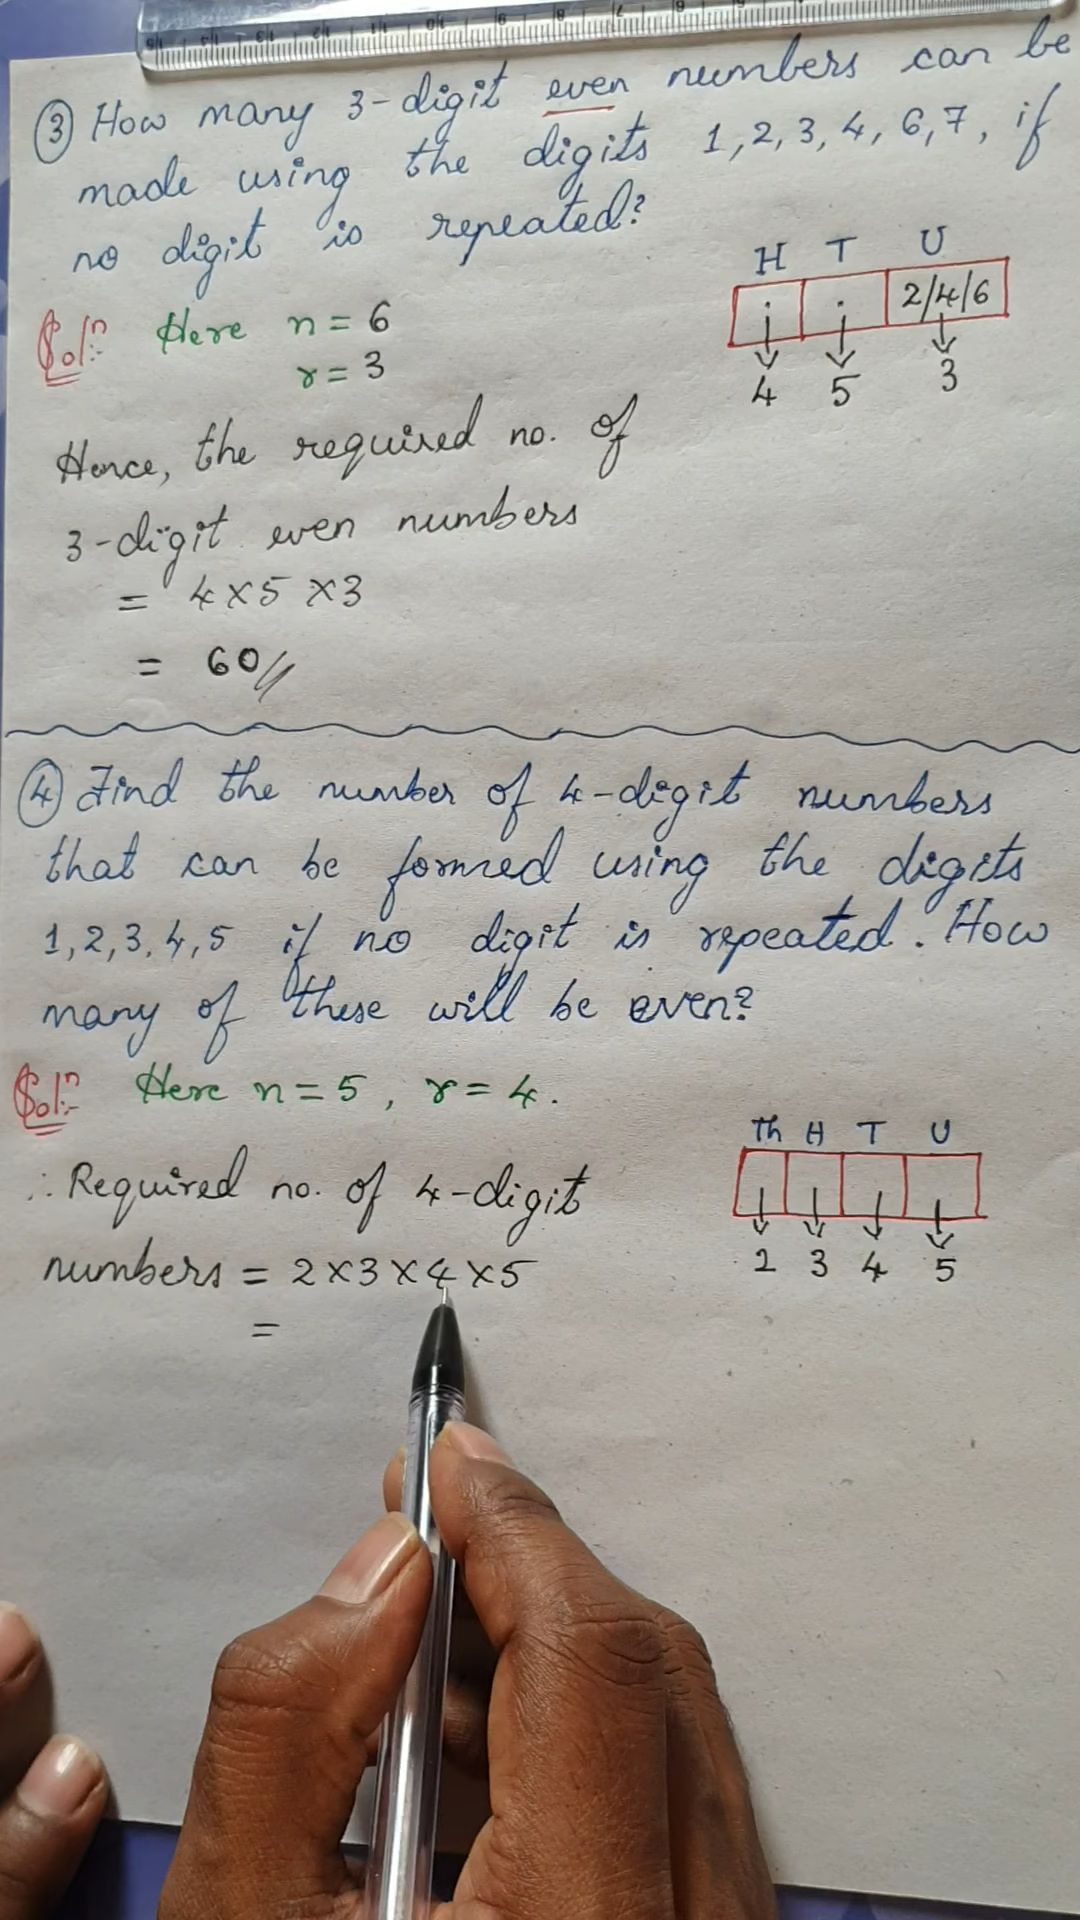 ③ How many 3-digit even numbers can be
made using the digits 1, 2, 3, 4, 6, 7, if
no digit is repeated?
H T U
2/4/6
4 5 3
Solⁿ:- Here n = 6
r = 3
Hence, the required no. of
3-digit even numbers
= 4 x 5 x 3
= 60//
④ Find the number of 4-digit numbers
that can be formed using the digits
1, 2, 3, 4, 5 if no digit is repeated. How
many of these will be even?
Solⁿ:- Here n = 5, r = 4.
Th H T U
2 3 4 5
∴ Required no. of 4-digit
numbers = 2 x 3 x 4 x 5
=